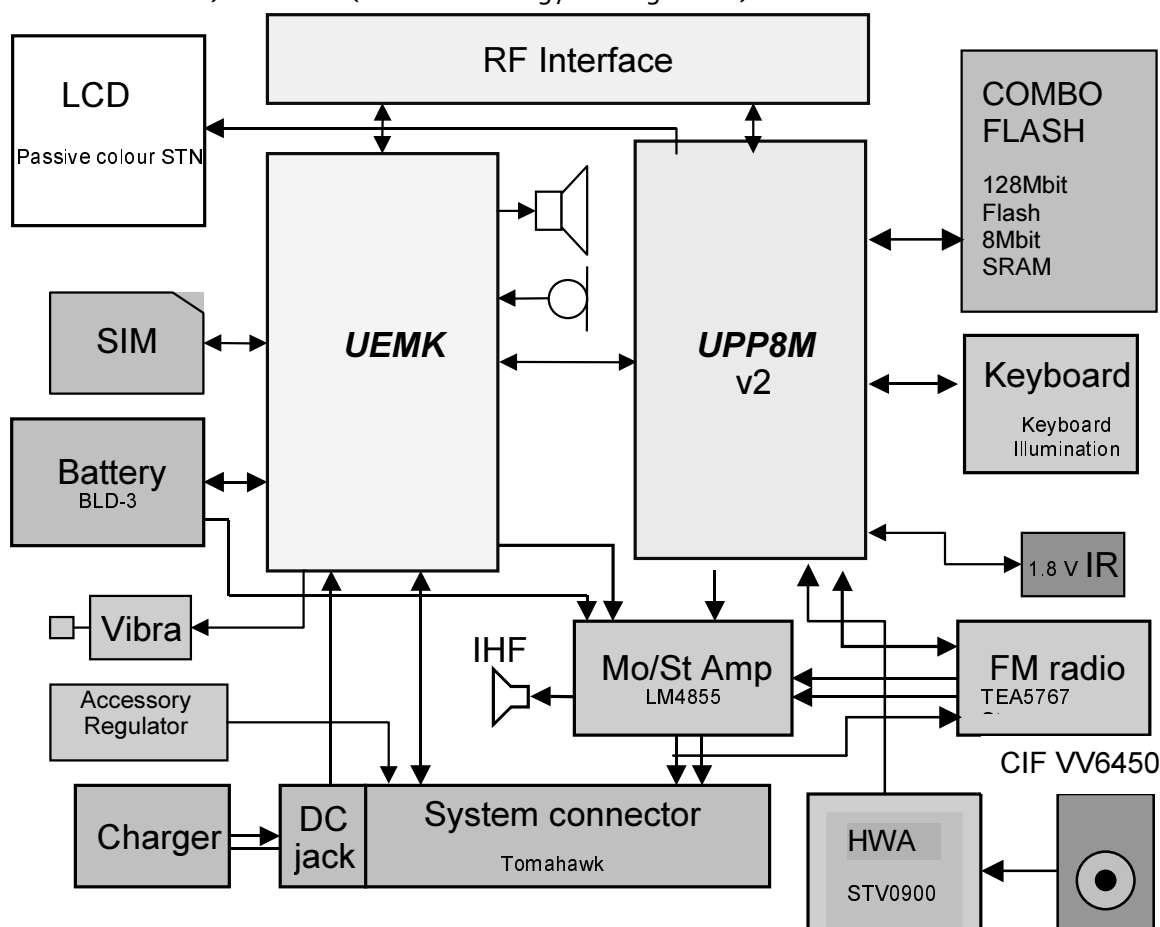 RF Interface
LCD
Passive colour STN
COMBO
FLASH
128Mbit
Flash
8Mbit
SRAM
SIM
UEMK
UPP8M
v2
Keyboard
Keyboard
Illumination
Battery
BLD-3
1.8 V IR
Vibra
IHF
Mo/St Amp
LM4855
FM radio
TEA5767
Accessory
Regulator
CIF VV6450
Charger
DC
jack
System connector
Tomahawk
HWA
STV0900